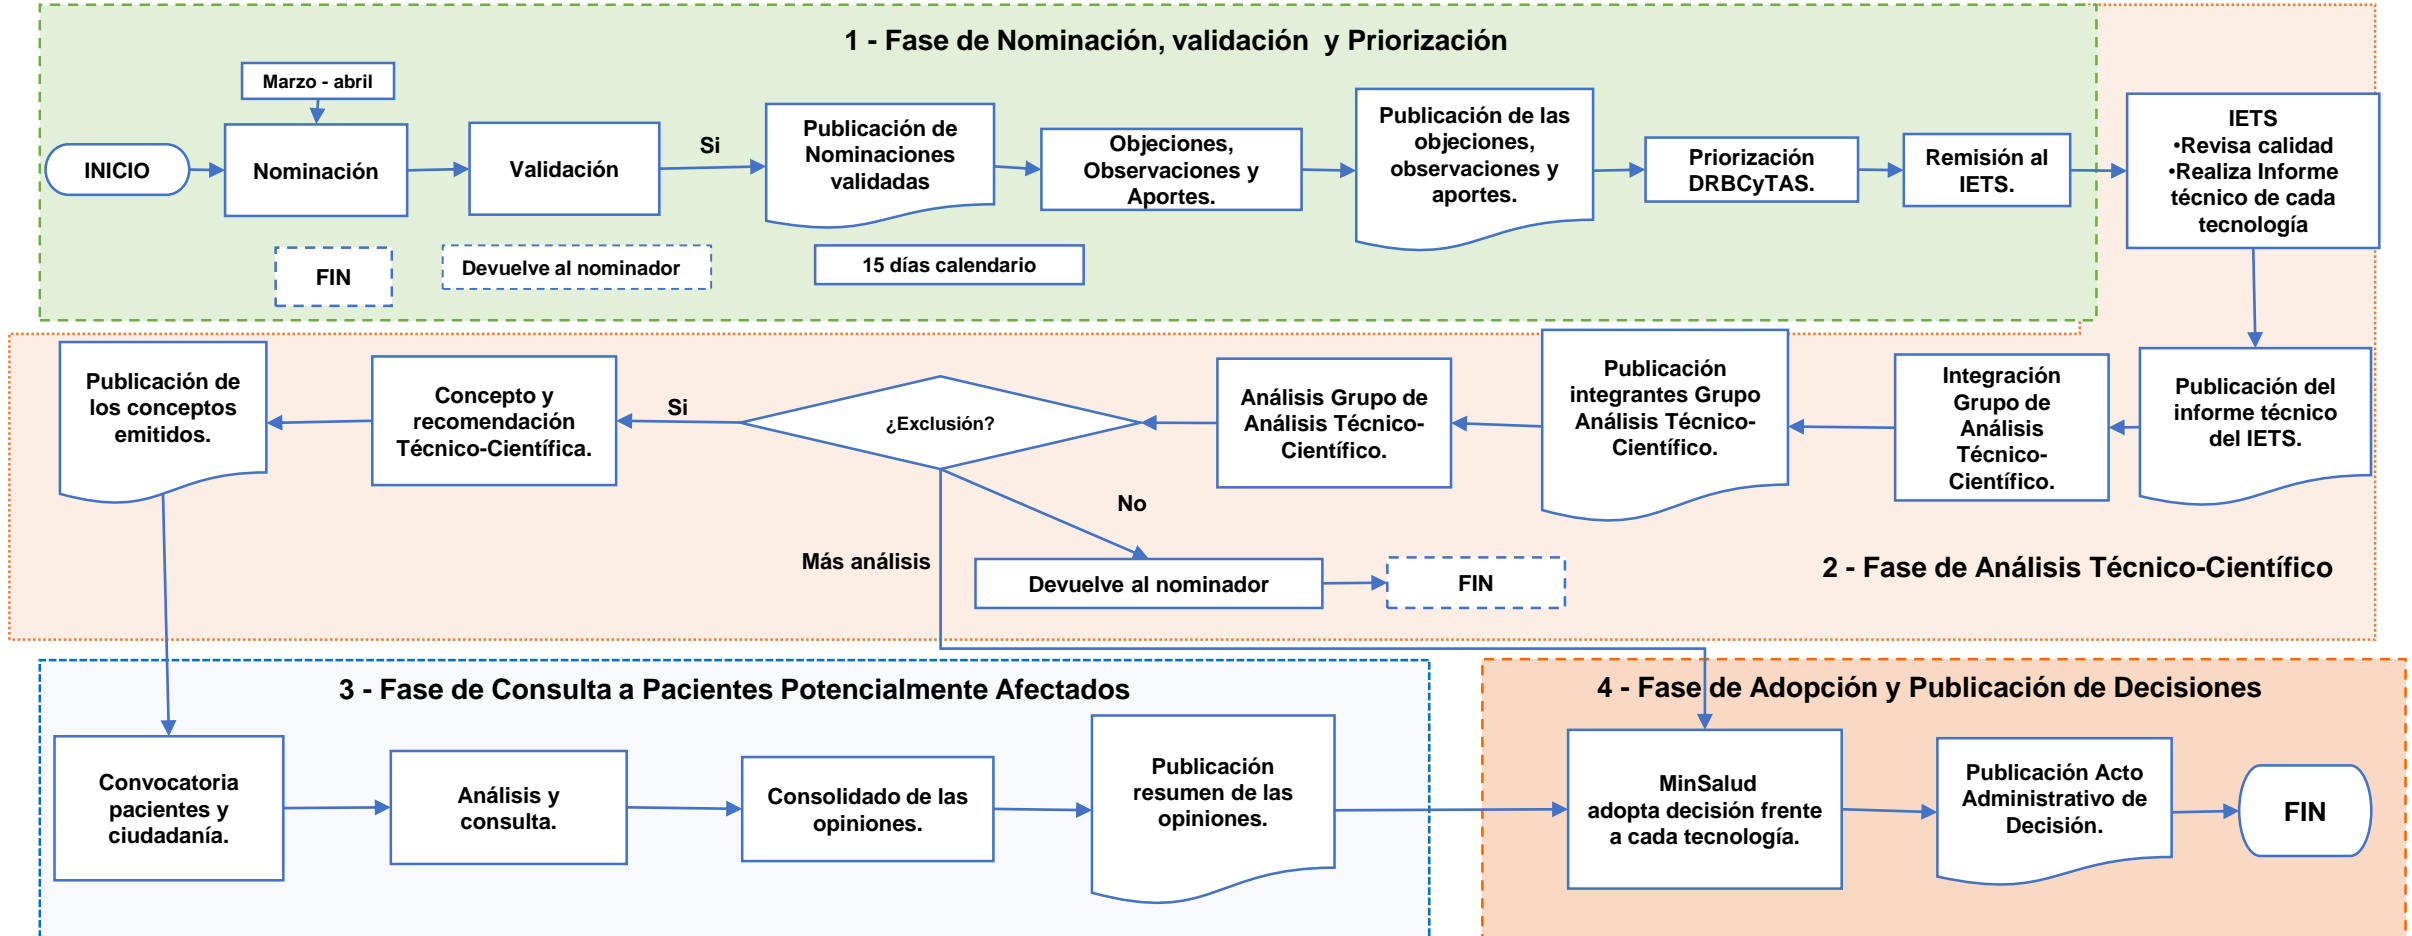 1 - Fase de Nominación, validación  y Priorización
Marzo - abril
INICIO
Nominación
Validación
Si
Publicación de
Nominaciones
validadas
Objeciones,
Observaciones y
Aportes.
Publicación de las
objeciones,
observaciones y
aportes.
Priorización
DRBCyTAS.
Remisión al
IETS.
IETS
•Revisa calidad
•Realiza Informe
técnico de cada
tecnología
FIN
Devuelve al nominador
15 días calendario
Publicación de
los conceptos
emitidos.
Concepto y
recomendación
Técnico-Científica.
Si
¿Exclusión?
Análisis Grupo de
Análisis Técnico-
Científico.
Publicación
integrantes Grupo
Análisis Técnico-
Científico.
Integración
Grupo de
Análisis
Técnico-
Científico.
Publicación del
informe técnico
del IETS.
No
Más análisis
Devuelve al nominador
FIN
2 - Fase de Análisis Técnico-Científico
3 - Fase de Consulta a Pacientes Potencialmente Afectados
Convocatoria
pacientes y
ciudadanía.
Análisis y
consulta.
Consolidado de las
opiniones.
Publicación
resumen de las
opiniones.
4 - Fase de Adopción y Publicación de Decisiones
MinSalud
adopta decisión frente
a cada tecnología.
Publicación Acto
Administrativo de
Decisión.
FIN